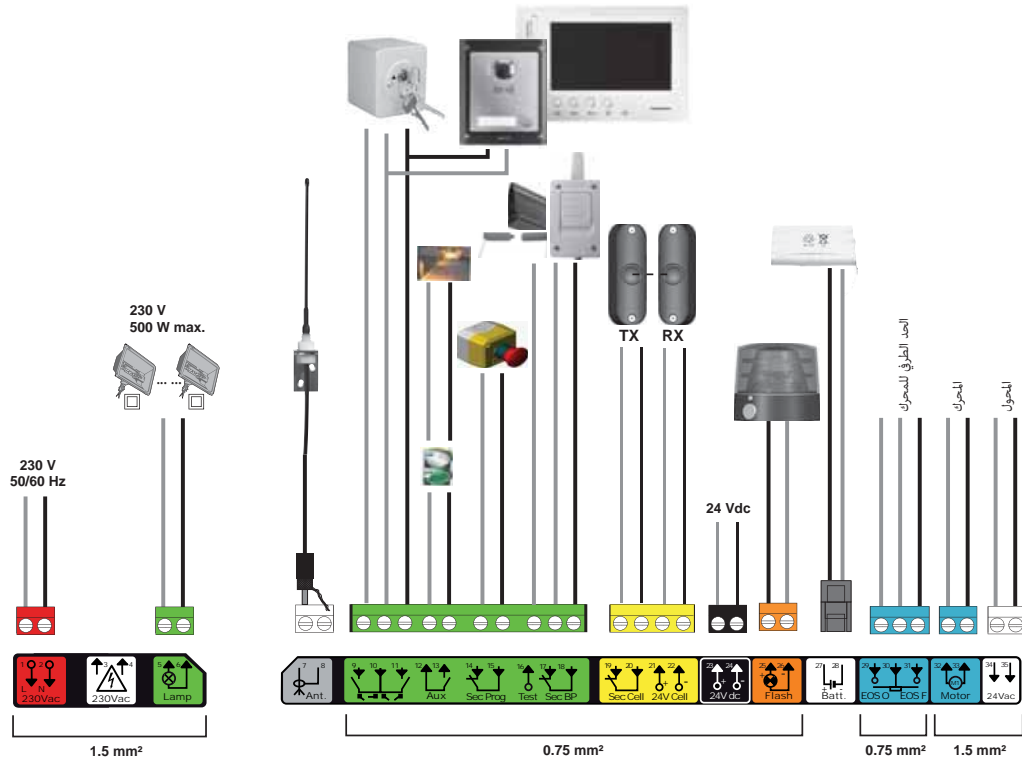 230 V
500 W max.
... ...
TX RX
230 V
50/60 Hz
24 Vdc
الحد الطرفي للمحرك
المحرك
المحول
1 2
L N
230Vac
3 4
230Vac
5 6
Lamp
7 8
Ant.
9 10 11
12 13
Aux
14 15
Sec Prog
16
Test
17 18
Sec BP
19 20
Sec Cell
21 22
+ -
24V Cell
23 24
+ -
24V dc
25 26
+ -
Flash
27 28
+
Batt.
29 30 31
EOS O EOS F
32 33
M1
Motor
34 35
24Vac
1.5 mm²
0.75 mm²
0.75 mm²
1.5 mm²